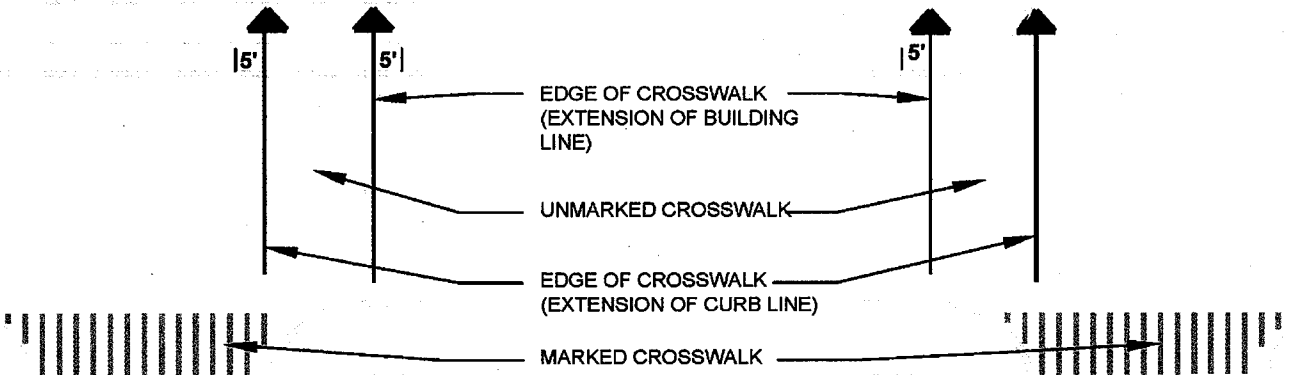 |5'
5'|
|5'
EDGE OF CROSSWALK
(EXTENSION OF BUILDING
LINE)
UNMARKED CROSSWALK
EDGE OF CROSSWALK
(EXTENSION OF CURB LINE)
MARKED CROSSWALK